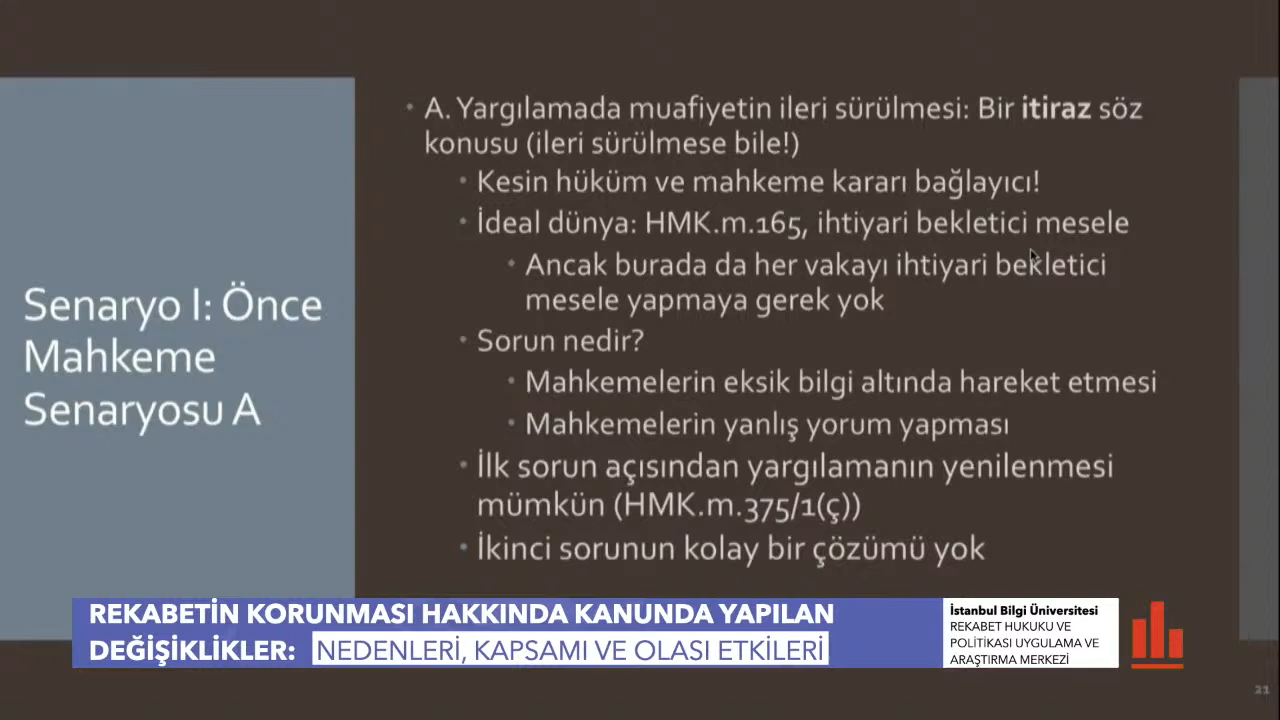 Senaryo I: Önce
Mahkeme
Senaryosu A
• A. Yargılamada muafiyetin ileri sürülmesi: Bir itiraz söz
konusu (ileri sürülmese bile!)
• Kesin hüküm ve mahkeme kararı bağlayıcı!
• İdeal dünya: HMK.m.165, ihtiyari bekletici mesele
• Ancak burada da her vakayı ihtiyari bekletici
mesele yapmaya gerek yok
• Sorun nedir?
• Mahkemelerin eksik bilgi altında hareket etmesi
• Mahkemelerin yanlış yorum yapması
• İlk sorun açısından yargılamanın yenilenmesi
mümkün (HMK.m.375/1(ç))
• İkinci sorunun kolay bir çözümü yok
REKABETİN KORUNMASI HAKKINDA KANUNDA YAPILAN
DEĞİŞİKLİKLER: NEDENLERİ, KAPSAMI VE OLASI ETKİLERİ
İstanbul Bilgi Üniversitesi
REKABET HUKUKU VE
POLİTİKASI UYGULAMA VE
ARAŞTIRMA MERKEZİ
21